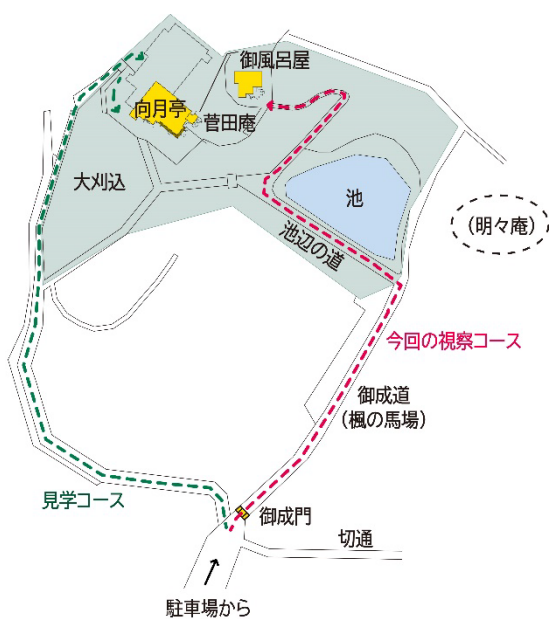 御風呂屋
向月亭
菅田庵
大刈込
池
(明々庵)
池辺の道
今回の視察コース
御成道
(楓の馬場)
見学コース
御成門
切通
駐車場から